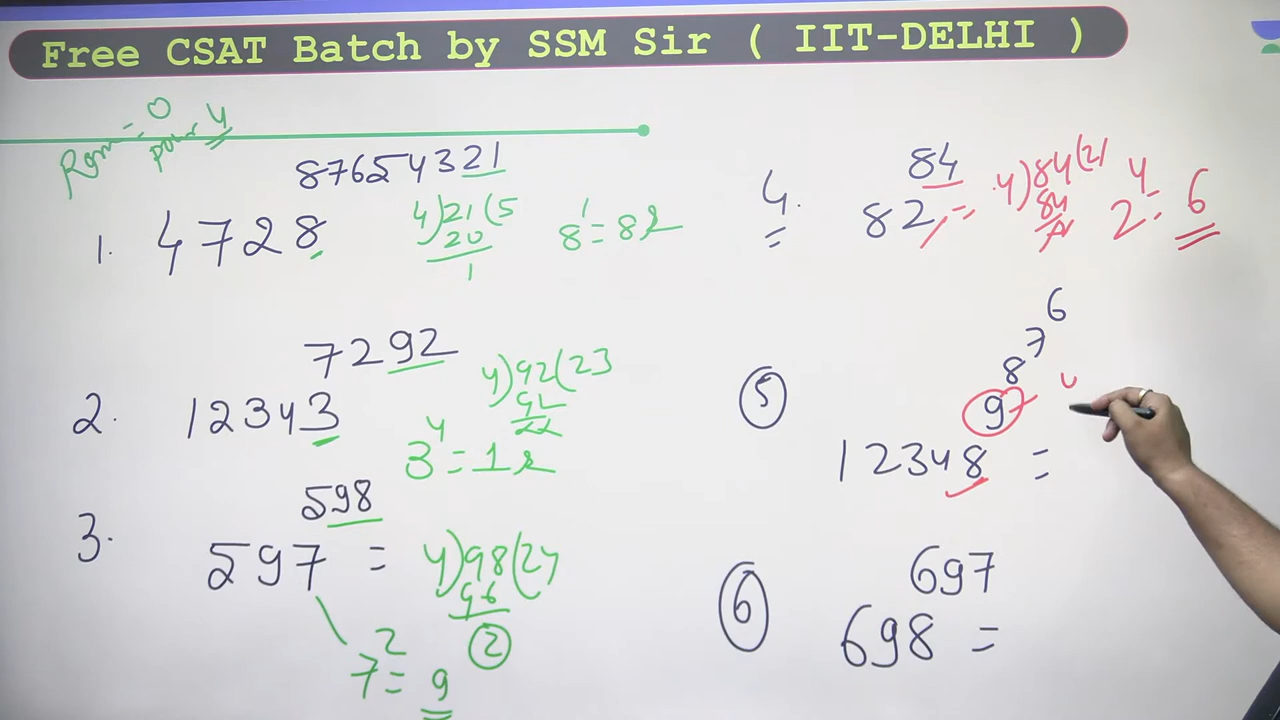 Free CSAT Batch by SSM Sir ( IIT-DELHI )
Rem = 0
power 4
87654321
1. 4728
4)21(5
20
1
8¹ = 8
7292
2. 12343
4)92(23
92
3⁴ = 1
598
3. 597 =
4)98(24
96
2
7² = 9
84
4. 82 =
4)84(21
84
2⁴ = 6
6
7
8
5 9
12348 =
697
6 698 =